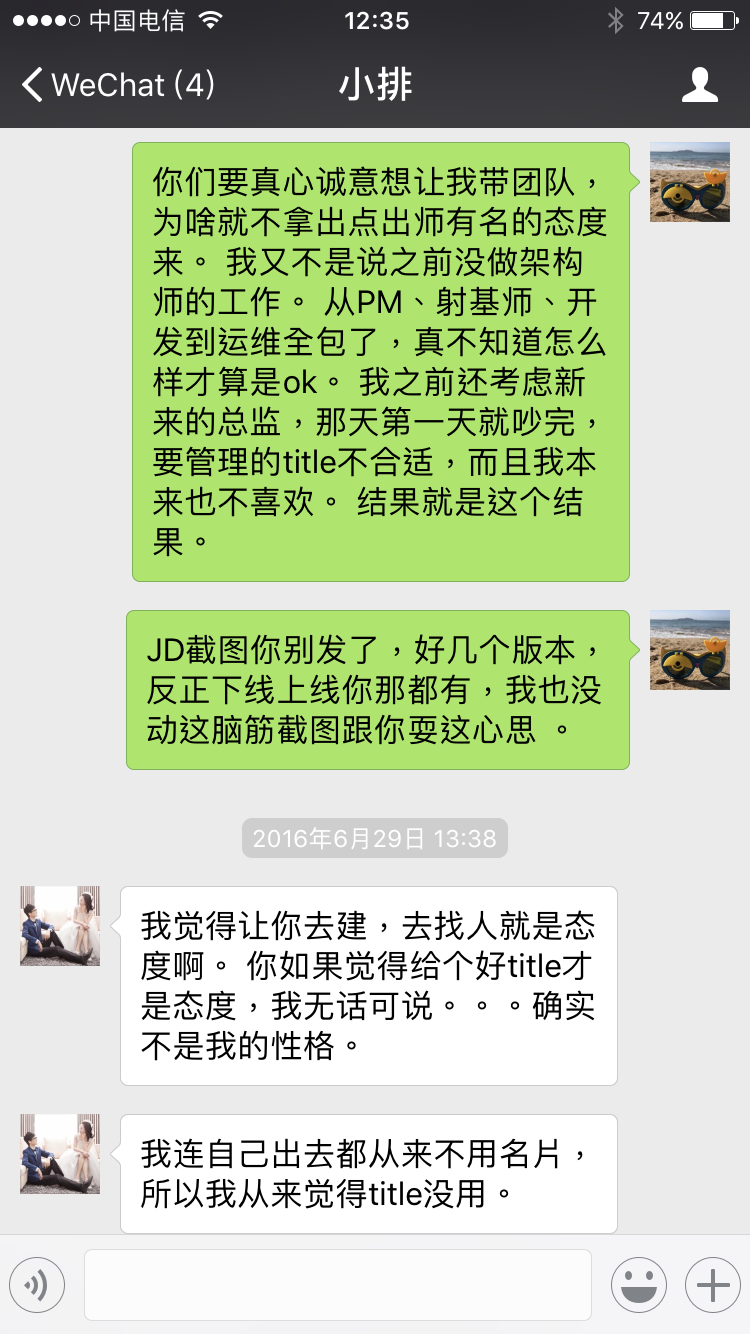 中国电信 12:35 74%
WeChat (4) 小排
你们要真心诚意想让我带团队，
为啥就不拿出点出师有名的态度
来。 我又不是说之前没做架构
师的工作。 从PM、射基师、开
发到运维全包了，真不知道怎么
样才算是ok。 我之前还考虑新
来的总监，那天第一天就吵完，
要管理的title不合适，而且我本
来也不喜欢。 结果就是这个结
果。
JD截图你别发了，好几个版本，
反正下线上线你那都有，我也没
动这脑筋截图跟你耍这心思 。
2016年6月29日 13:38
我觉得让你去建，去找人就是态
度啊。 你如果觉得给个好title才
是态度，我无话可说。。。确实
不是我的性格。
我连自己出去都从来不用名片，
所以我从来觉得title没用。